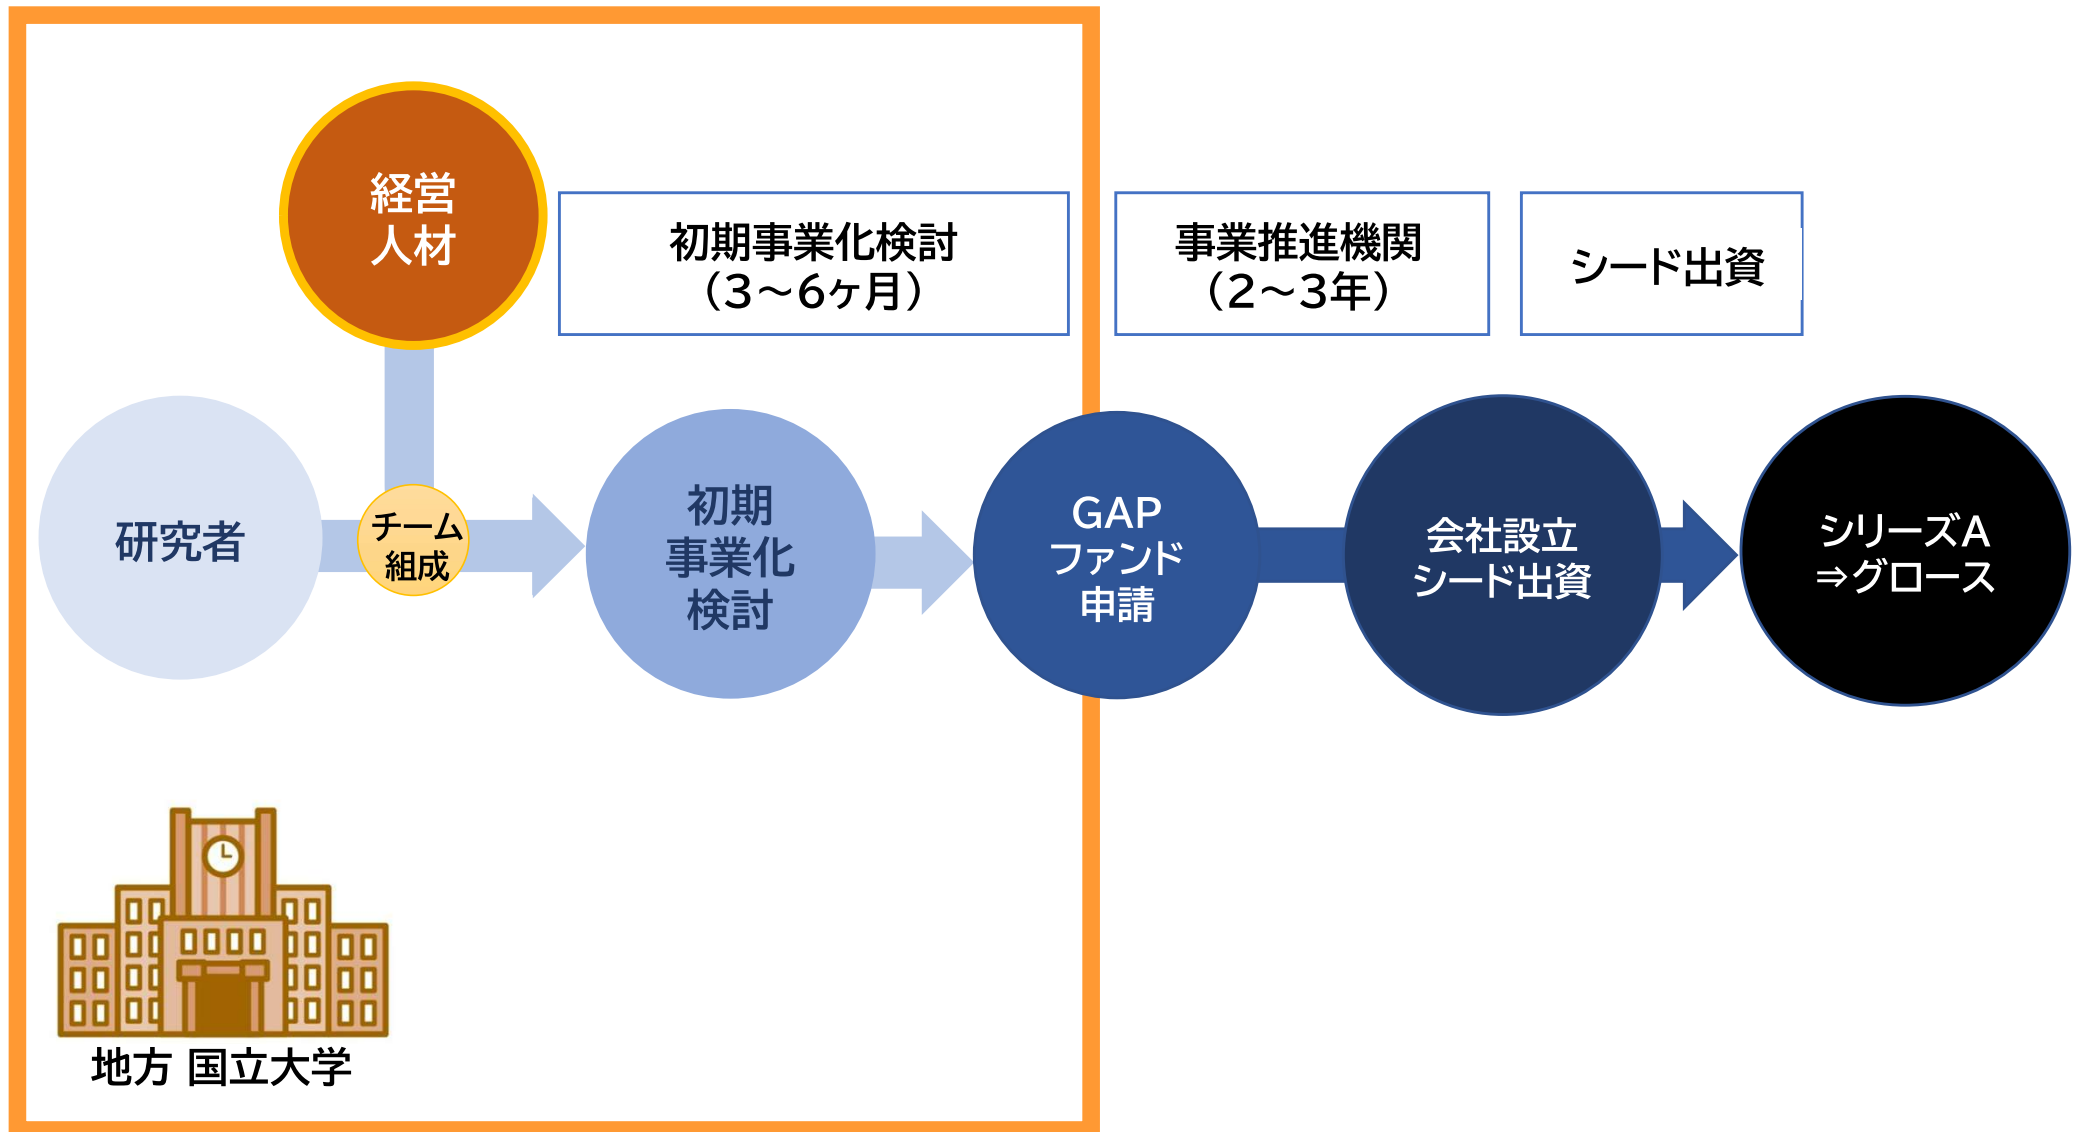 経営
人材
初期事業化検討
（3～6ヶ月）
事業推進機関
（2～3年）
シード出資
研究者
チーム
組成
初期
事業化
検討
GAP
ファンド
申請
会社設立
シード出資
シリーズA
⇒グロース
地方 国立大学